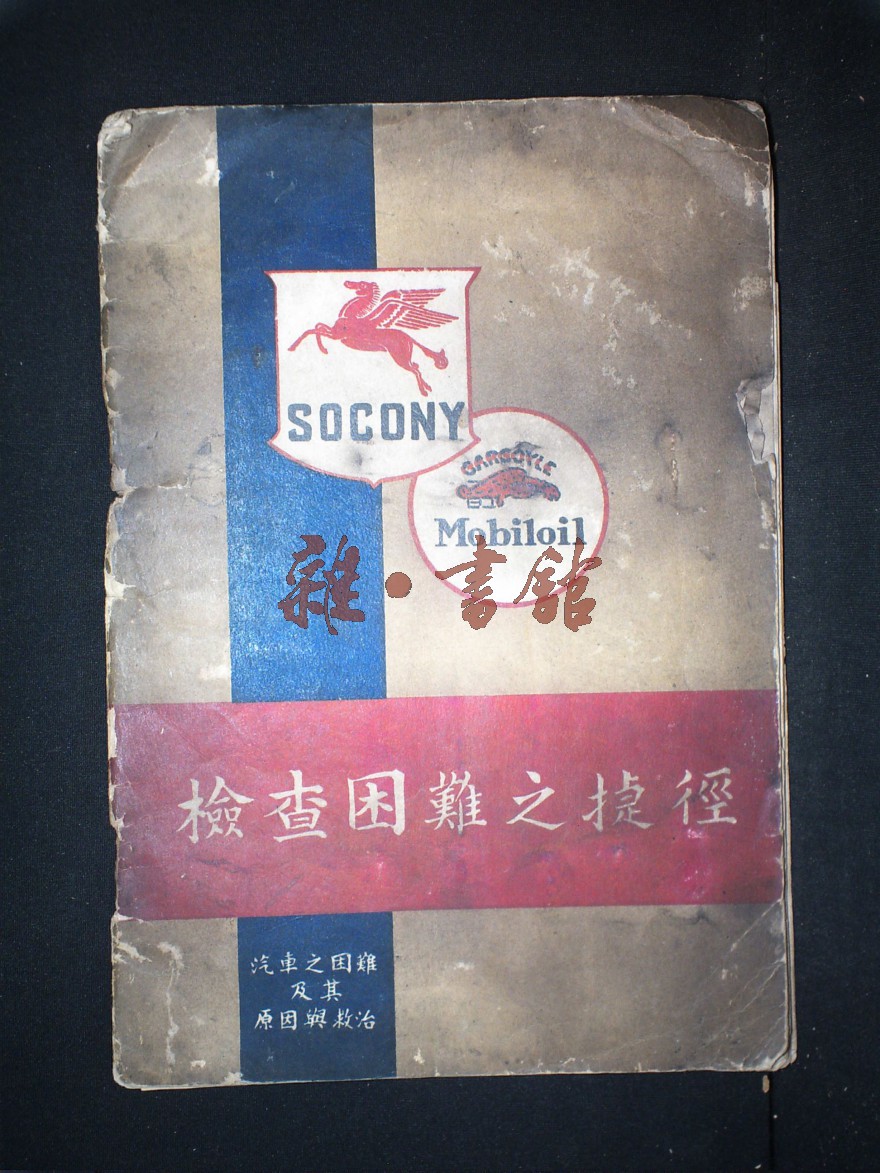 SOCONY
GARGOYLE
Mobiloil
雜·書館
檢查困難之捷徑
汽車之困難
及其
原因與救治